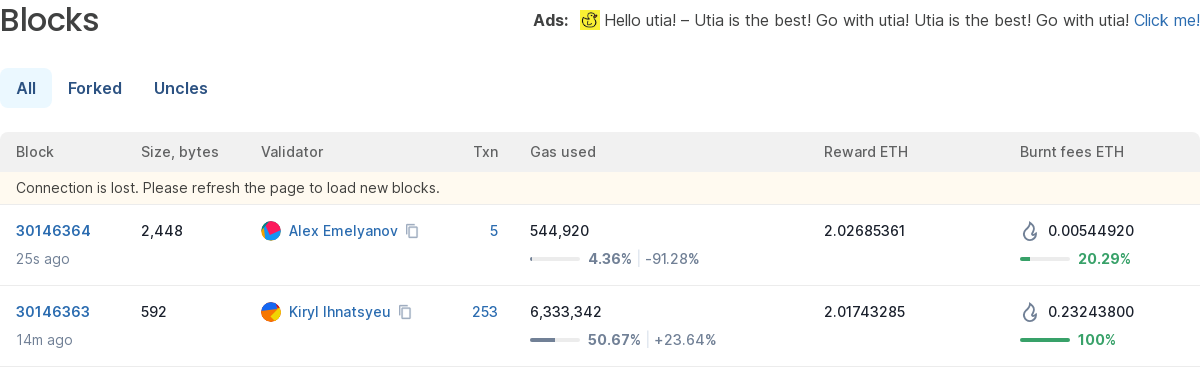 Blocks
Ads: Hello utia! – Utia is the best! Go with utia! Utia is the best! Go with utia! Click me!
All Forked Uncles
Block Size, bytes Validator Txn Gas used Reward ETH Burnt fees ETH
Connection is lost. Please refresh the page to load new blocks.
30146364 2,448 Alex Emelyanov 5 544,920 2.02685361 0.00544920
25s ago 4.36% -91.28% 20.29%
30146363 592 Kiryl Ihnatsyeu 253 6,333,342 2.01743285 0.23243800
14m ago 50.67% +23.64% 100%